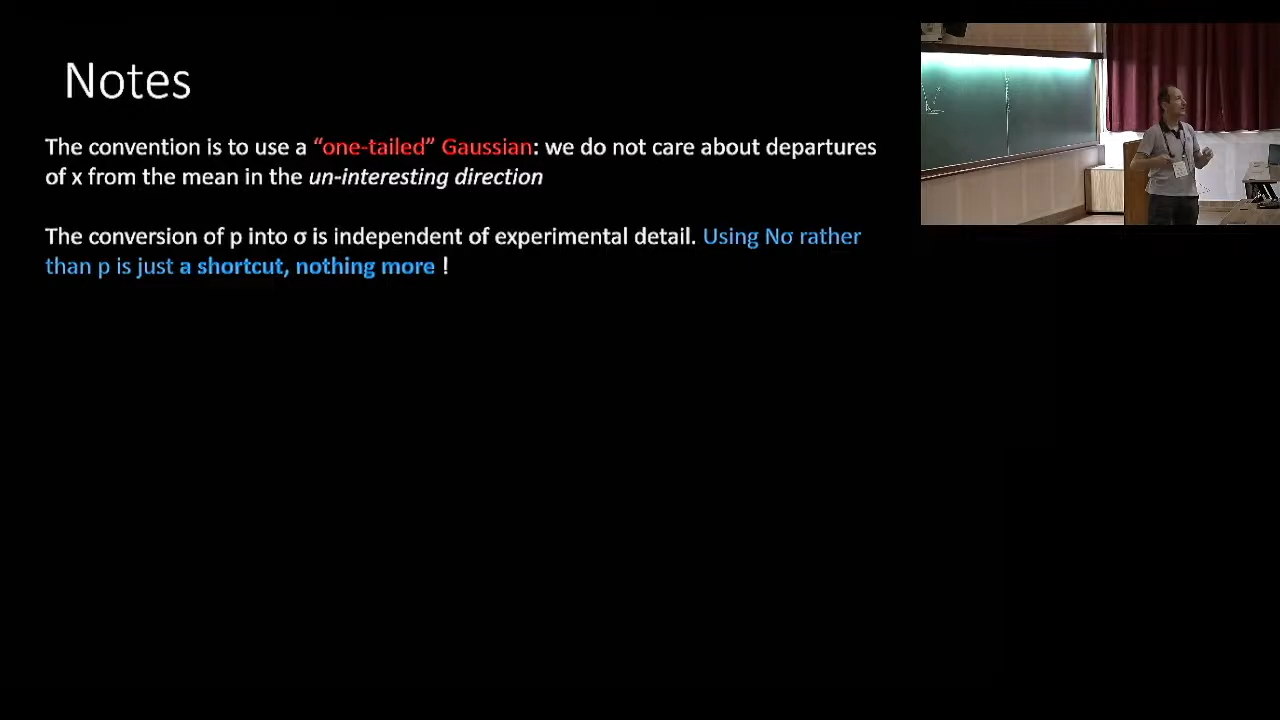 Notes
The convention is to use a “one-tailed” Gaussian: we do not care about departures
of x from the mean in the un-interesting direction
The conversion of p into σ is independent of experimental detail. Using Nσ rather
than p is just a shortcut, nothing more !